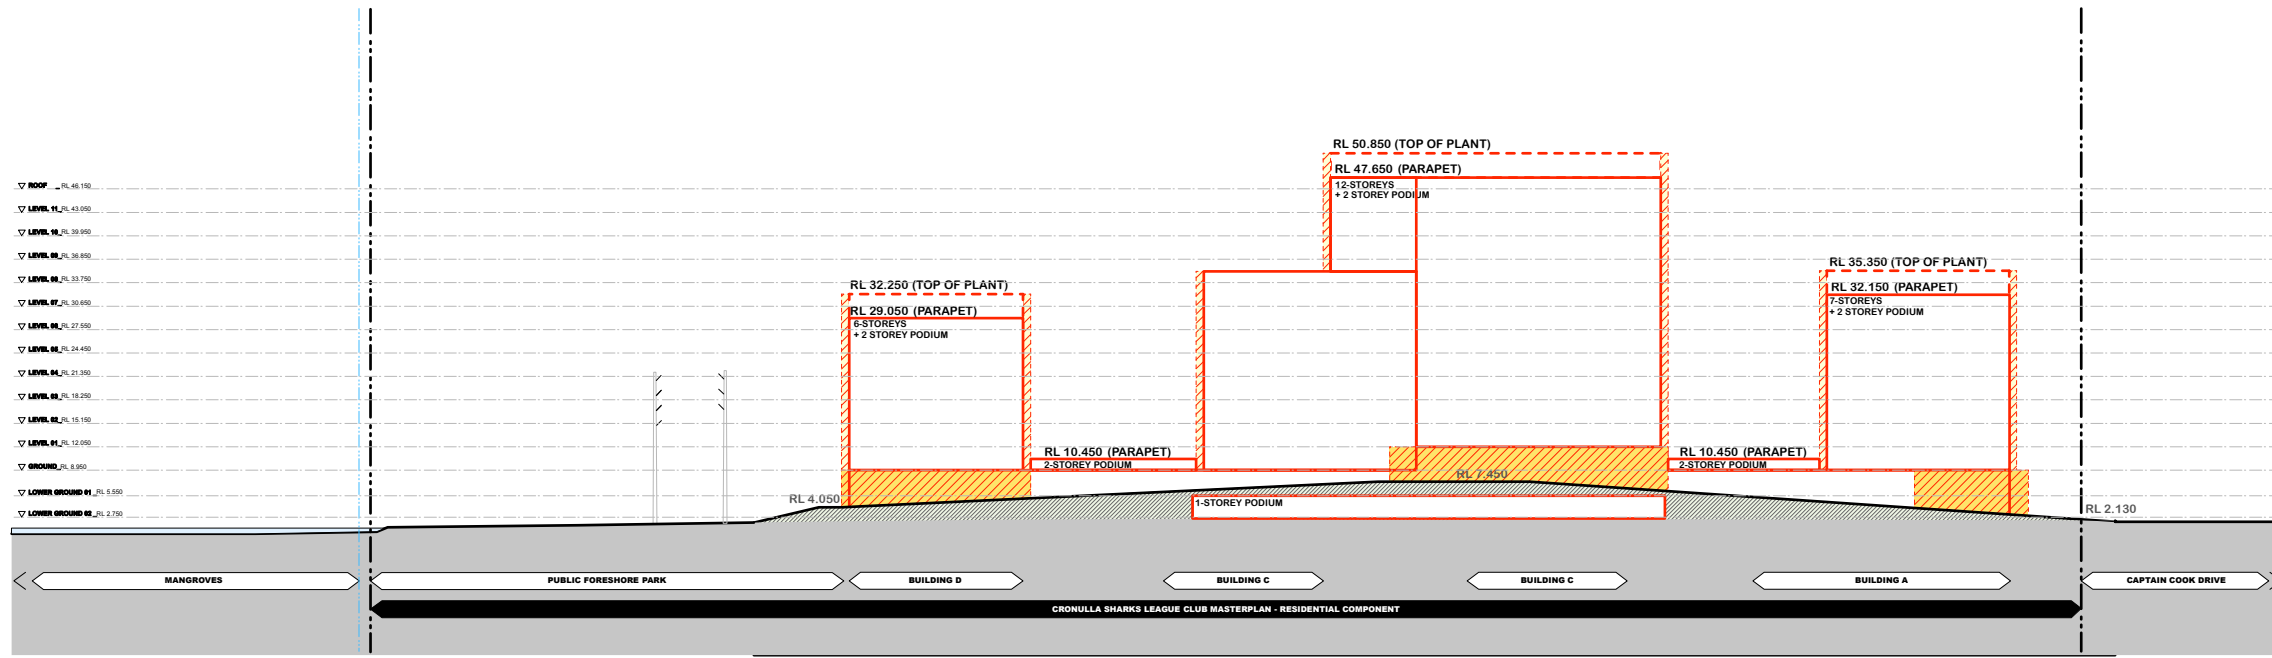 RL 50.850 (TOP OF PLANT)
RL 47.650 (PARAPET)
12-STOREYS
+ 2 STOREY PODIUM
ROOF RL 46.150
LEVEL 11 RL 43.050
LEVEL 10 RL 39.950
LEVEL 09 RL 36.850
LEVEL 08 RL 33.750
LEVEL 07 RL 30.650
LEVEL 06 RL 27.550
LEVEL 05 RL 24.450
LEVEL 04 RL 21.350
LEVEL 03 RL 18.250
LEVEL 02 RL 15.150
LEVEL 01 RL 12.050
GROUND RL 8.950
LOWER GROUND 01 RL 5.550
LOWER GROUND 02 RL 2.750
RL 32.250 (TOP OF PLANT)
RL 29.050 (PARAPET)
6-STOREYS
+ 2 STOREY PODIUM
RL 35.350 (TOP OF PLANT)
RL 32.150 (PARAPET)
7-STOREYS
+ 2 STOREY PODIUM
RL 10.450 (PARAPET)
2-STOREY PODIUM
RL 10.450 (PARAPET)
2-STOREY PODIUM
RL 7.450
RL 4.050
1-STOREY PODIUM
RL 2.130
MANGROVES
PUBLIC FORESHORE PARK
BUILDING D
BUILDING C
BUILDING C
BUILDING A
CAPTAIN COOK DRIVE
CRONULLA SHARKS LEAGUE CLUB MASTERPLAN - RESIDENTIAL COMPONENT